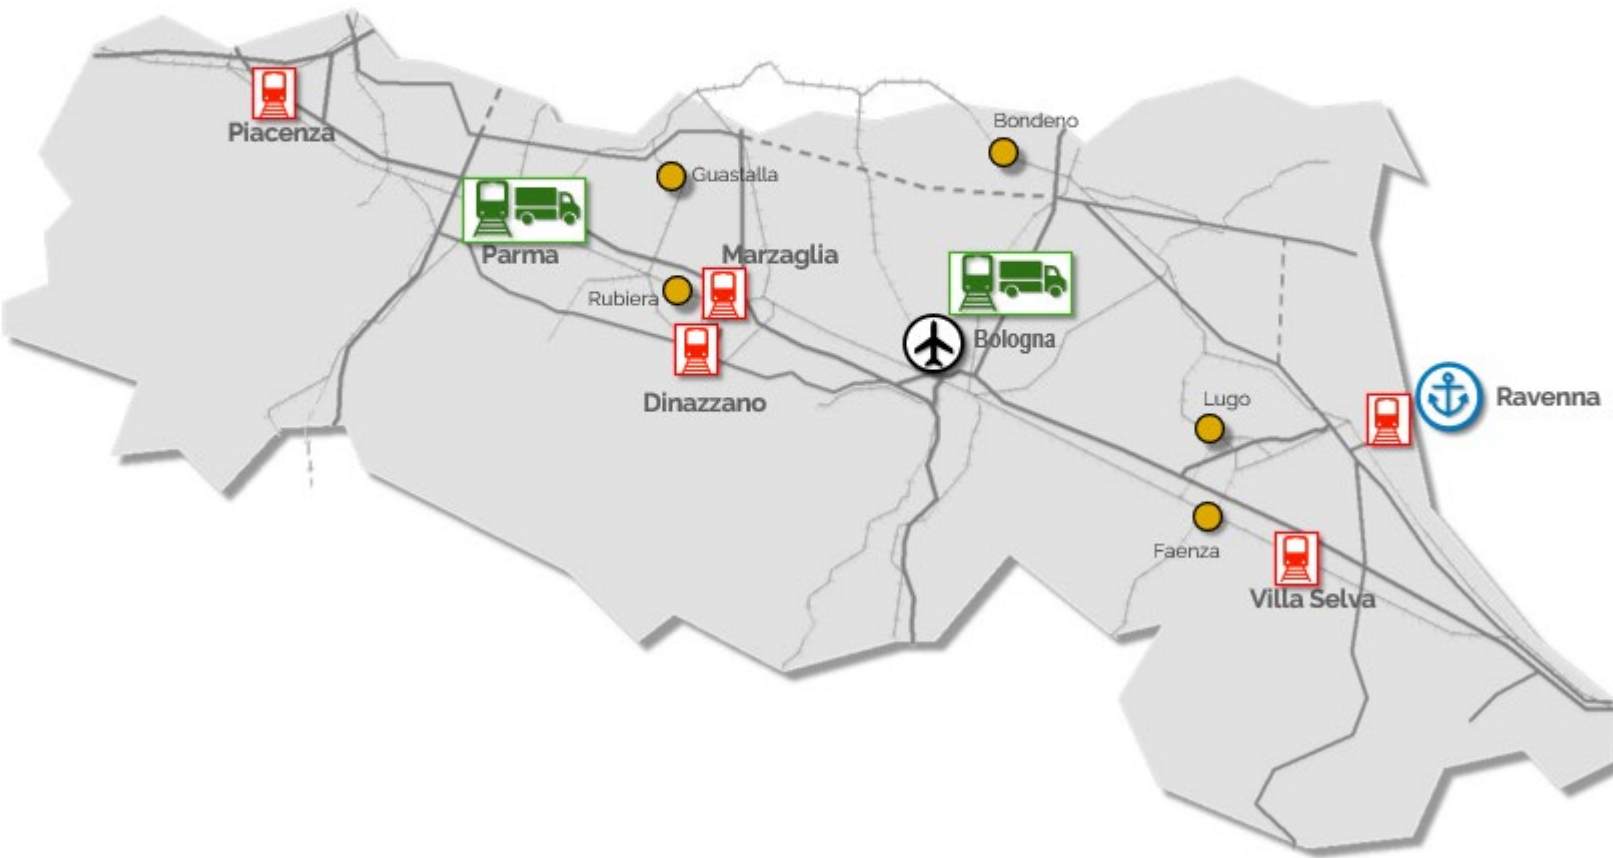 Bondeno
Piacenza
Guastalla
Parma
Marzaglia
Rubiera
Bologna
Dinazzano
Lugo
Ravenna
Faenza
Villa Selva